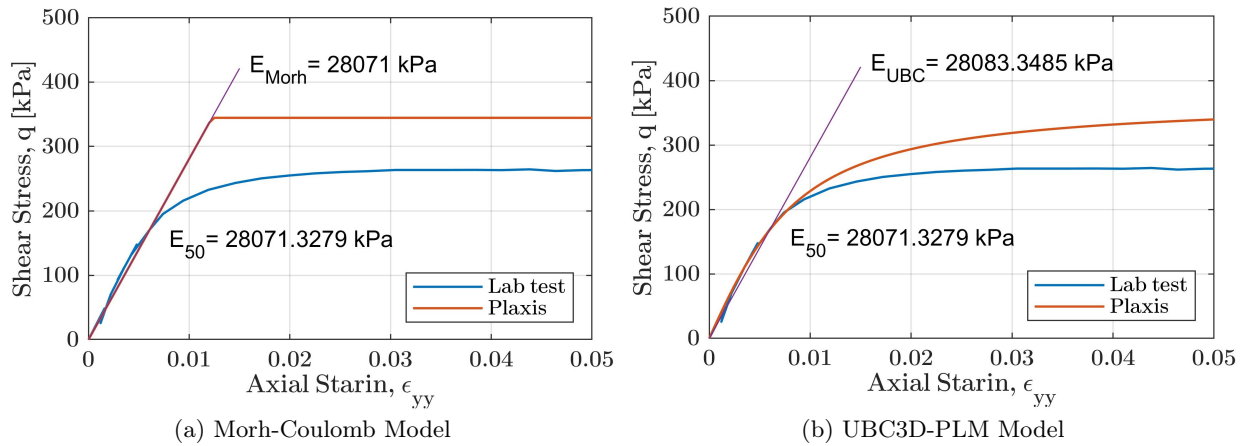 500
400
300
200
100
0
Shear Stress, q [kPa]
E_Morh= 28071 kPa
E_50= 28071.3279 kPa
Lab test
Plaxis
0 0.01 0.02 0.03 0.04 0.05
Axial Starin, ϵ_yy
(a) Morh-Coulomb Model
500
400
300
200
100
0
Shear Stress, q [kPa]
E_UBC= 28083.3485 kPa
E_50= 28071.3279 kPa
Lab test
Plaxis
0 0.01 0.02 0.03 0.04 0.05
Axial Starin, ϵ_yy
(b) UBC3D-PLM Model